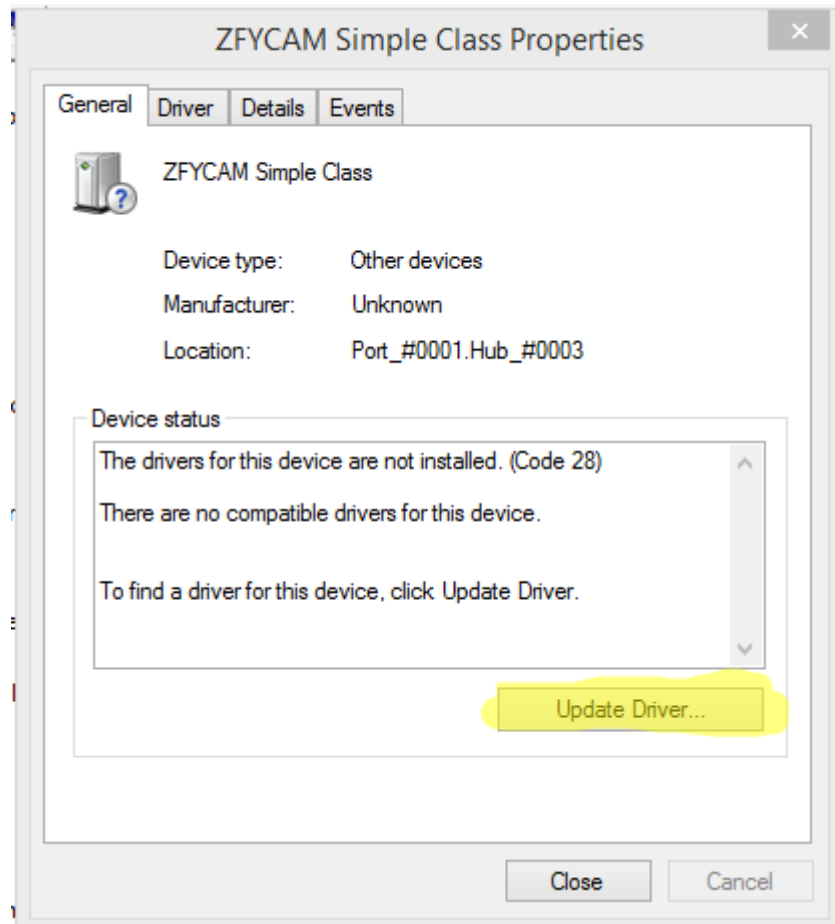 ZFYCAM Simple Class Properties
General
Driver
Details
Events
ZFYCAM Simple Class
Device type: Other devices
Manufacturer: Unknown
Location: Port_#0001.Hub_#0003
Device status
The drivers for this device are not installed. (Code 28)
There are no compatible drivers for this device.
To find a driver for this device, click Update Driver.
Update Driver...
Close
Cancel